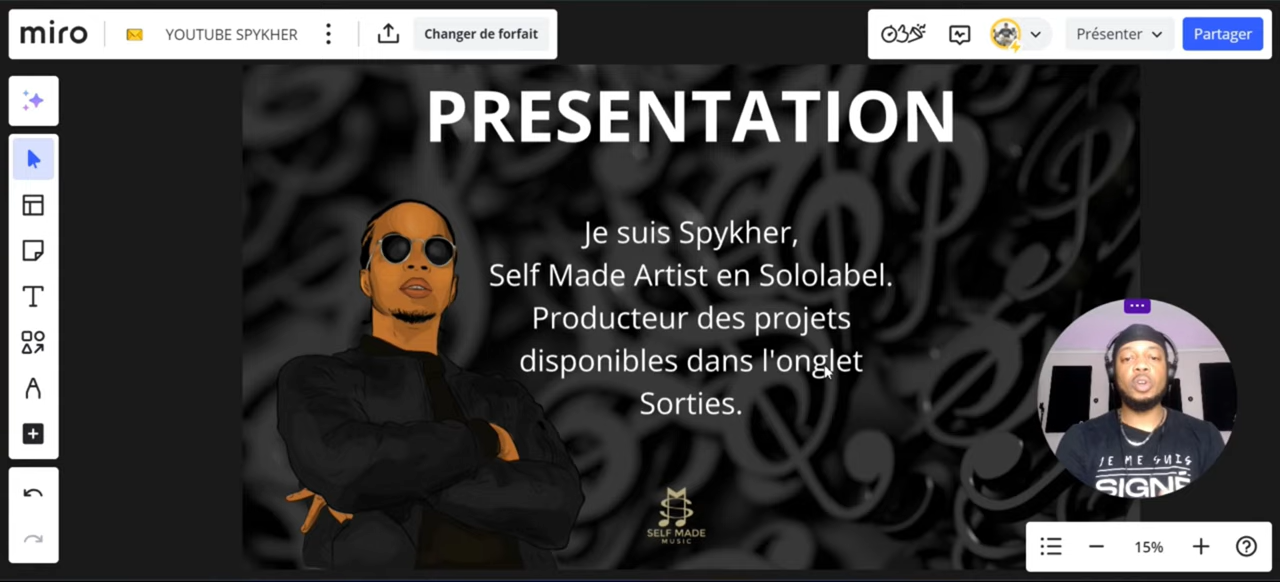 miro
YOUTUBE SPYKHER
Changer de forfait
Présenter
Partager
PRESENTATION
Je suis Spykher,
Self Made Artist en Sololabel.
Producteur des projets
disponibles dans l'onglet
Sorties.
JE ME SUIS
SIGNÉ
SELF MADE
MUSIC
15%